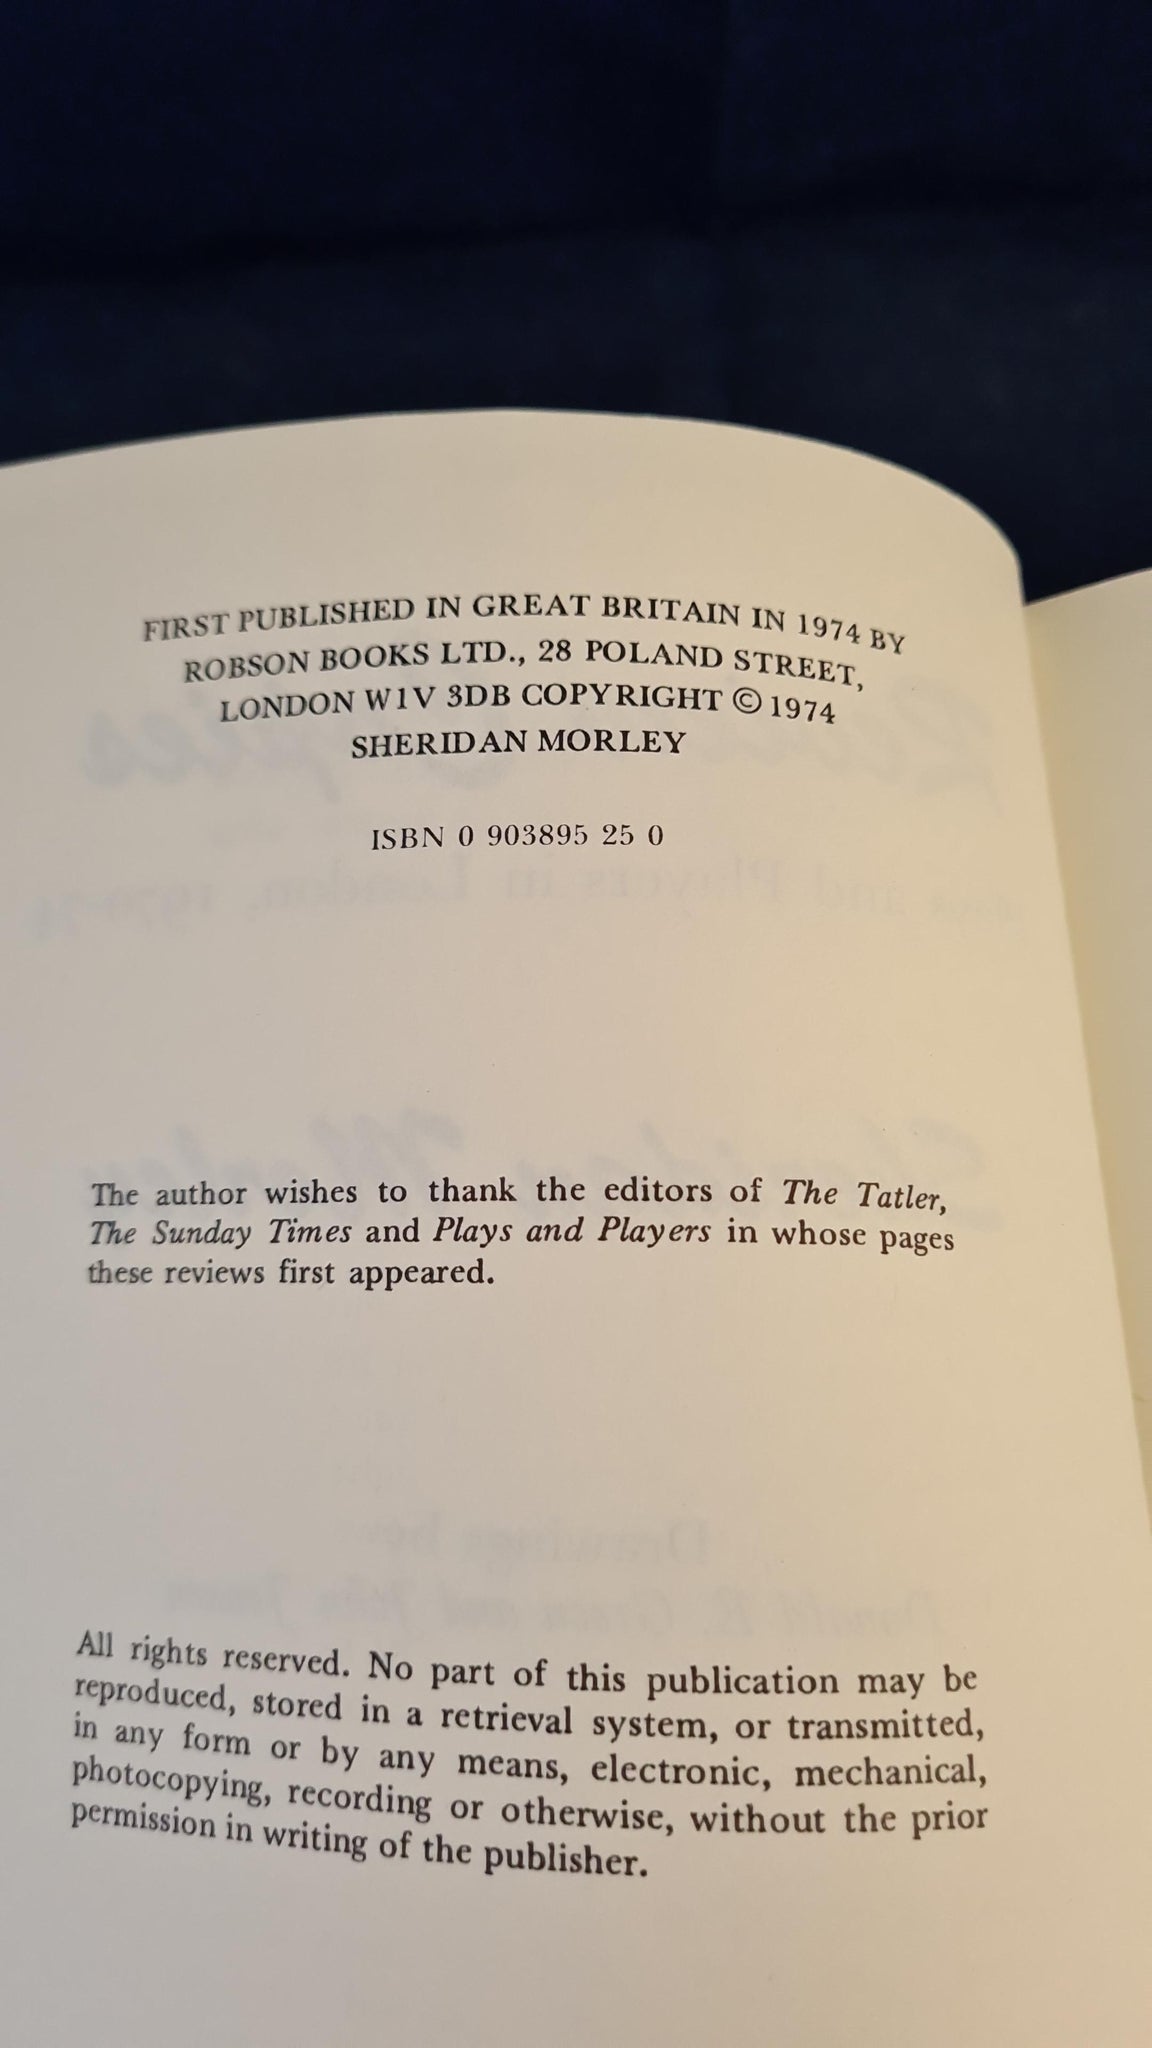 FIRST PUBLISHED IN GREAT BRITAIN IN 1974 BY
ROBSON BOOKS LTD., 28 POLAND STREET,
LONDON W1V 3DB COPYRIGHT © 1974
SHERIDAN MORLEY
ISBN 0 903895 25 0
The author wishes to thank the editors of The Tatler,
The Sunday Times and Plays and Players in whose pages
these reviews first appeared.
All rights reserved. No part of this publication may be
reproduced, stored in a retrieval system, or transmitted,
in any form or by any means, electronic, mechanical,
photocopying, recording or otherwise, without the prior
permission in writing of the publisher.